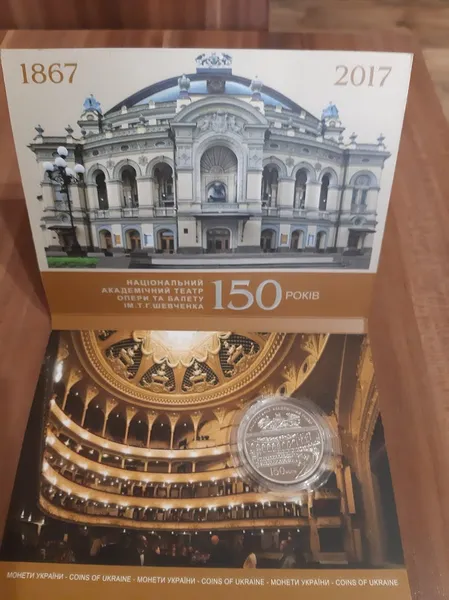 1867 2017
НАЦІОНАЛЬНИЙ
АКАДЕМІЧНИЙ ТЕАТР
ОПЕРИ ТА БАЛЕТУ
ІМ.Т.Г.ШЕВЧЕНКА
150 РОКІВ
150
МОНЕТИ УКРАЇНИ - COINS OF UKRAINE - МОНЕТИ УКРАЇНИ - COINS OF UKRAINE - МОНЕТИ УКРАЇНИ - COINS OF UKRAINE